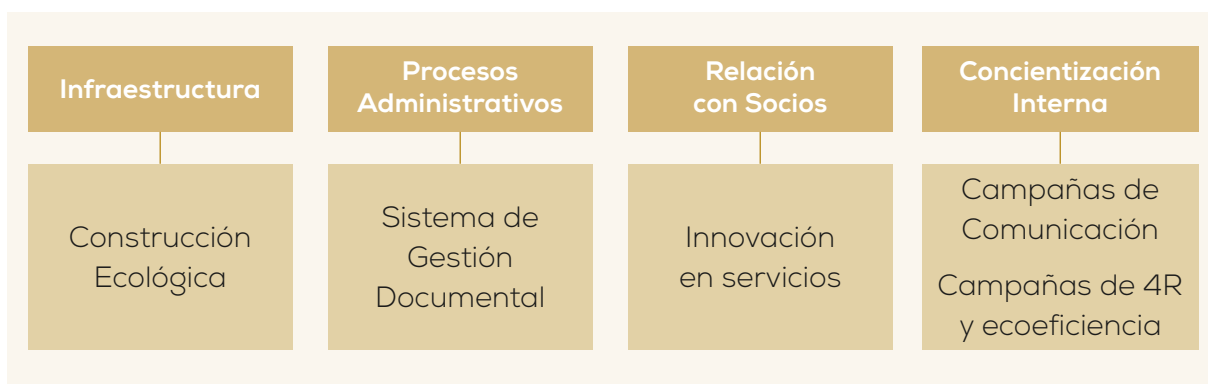 Infraestructura
Construcción
Ecológica
Procesos
Administrativos
Sistema de
Gestión
Documental
Relación
con Socios
Innovación
en servicios
Concientización
Interna
Campañas de
Comunicación
Campañas de 4R
y ecoeficiencia